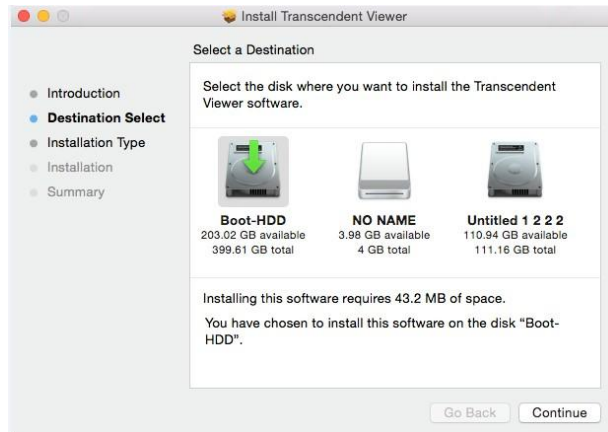 Install Transcendent Viewer
Select a Destination
Introduction
Destination Select
Installation Type
Installation
Summary
Select the disk where you want to install the Transcendent
Viewer software.
Boot-HDD
203.02 GB available
399.61 GB total
NO NAME
3.98 GB available
4 GB total
Untitled 1 2 2 2
110.94 GB available
111.16 GB total
Installing this software requires 43.2 MB of space.
You have chosen to install this software on the disk “Boot-
HDD”.
Go Back
Continue